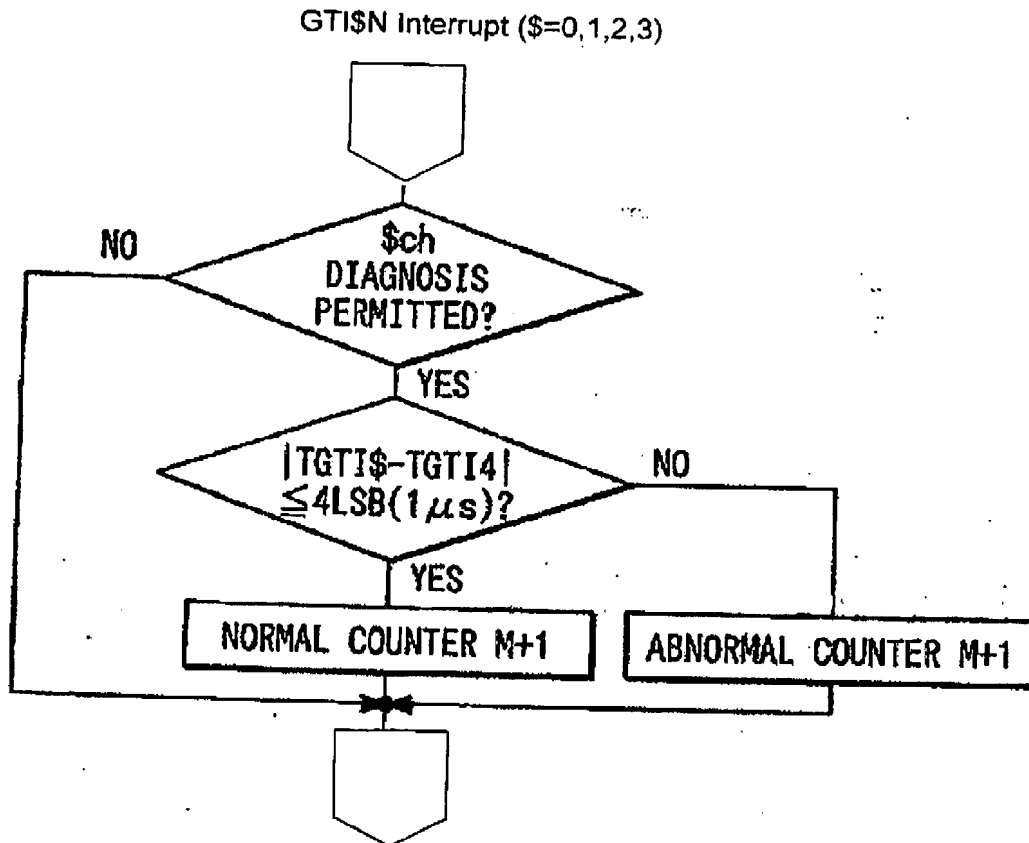 GTI$N Interrupt ($=0,1,2,3)
$ch
DIAGNOSIS
PERMITTED?
NO
YES
|TGTI$-TGTI4|
≦4LSB(1μs)?
NO
YES
NORMAL COUNTER M+1
ABNORMAL COUNTER M+1